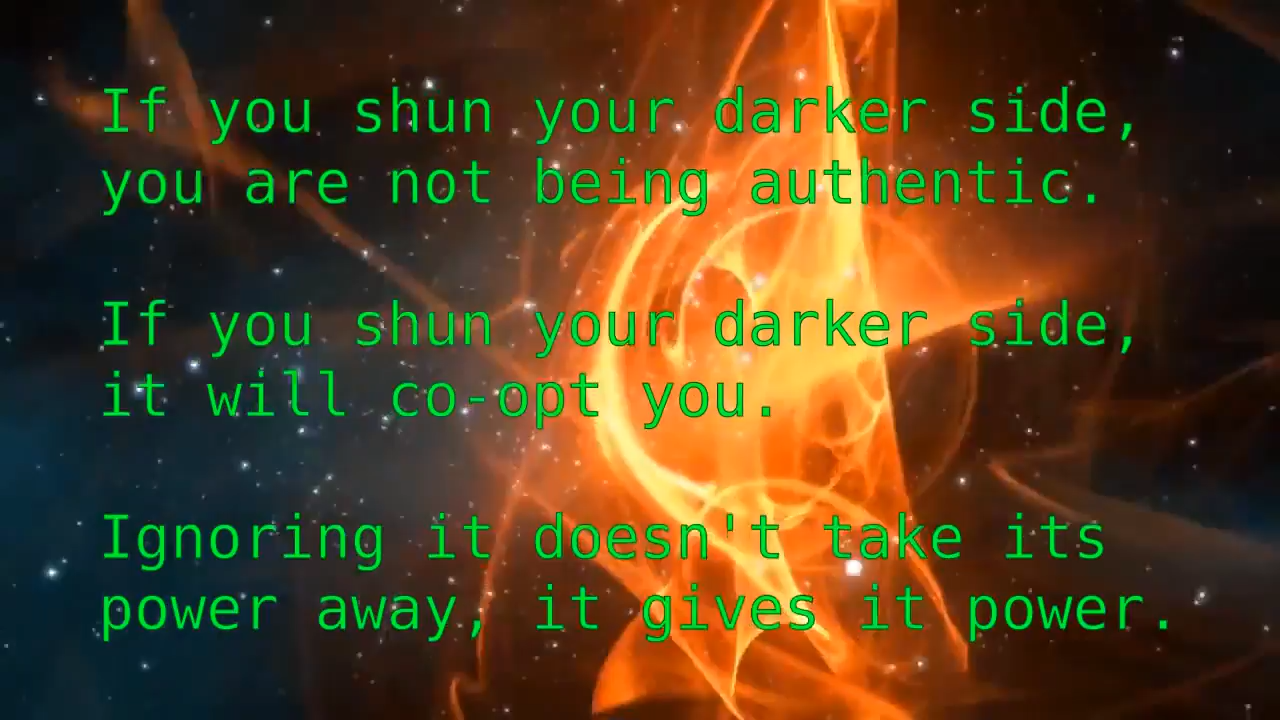 If you shun your darker side,
you are not being authentic.
If you shun your darker side,
it will co-opt you.
Ignoring it doesn't take its
power away, it gives it power.